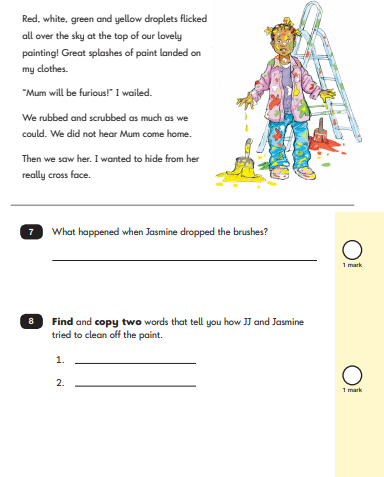 Red, white, green and yellow droplets flicked
all over the sky at the top of our lovely
painting! Great splashes of paint landed on
my clothes.
“Mum will be furious!” I wailed.
We rubbed and scrubbed as much as we
could. We did not hear Mum come home.
Then we saw her. I wanted to hide from her
really cross face.
7 What happened when Jasmine dropped the brushes?
1 mark
8 Find and copy two words that tell you how JJ and Jasmine
tried to clean off the paint.
1.
2.
1 mark